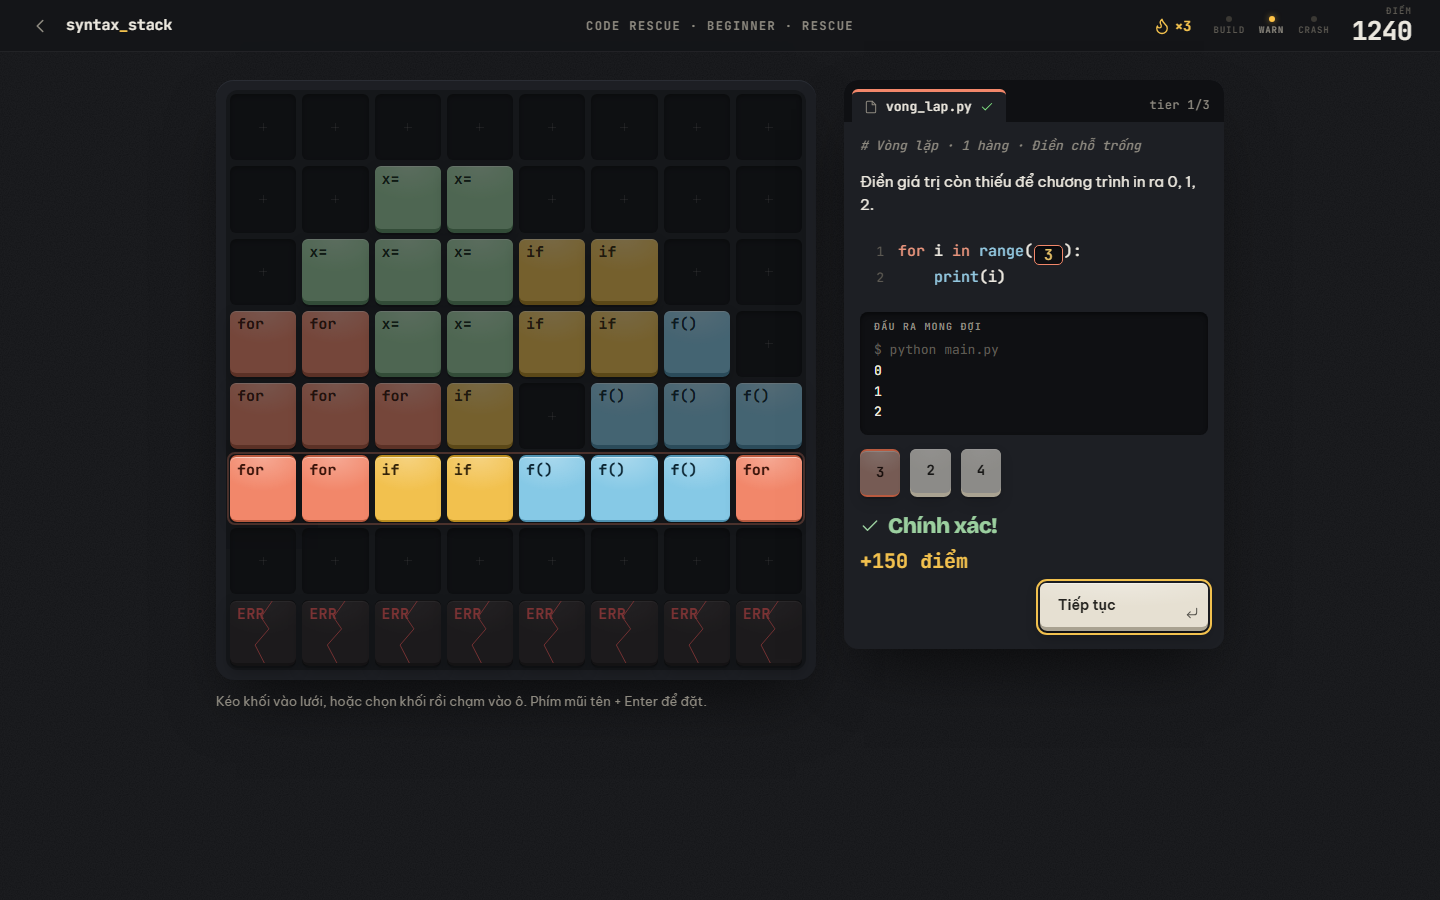 syntax_stack
CODE RESCUE · BEGINNER · RESCUE
×3
BUILD WARN CRASH
ĐIỂM
1240
x= x=
x= x= x= if if
for for x= x= if if f()
for for for if f() f() f()
for for if if f() f() f() for
ERR ERR ERR ERR ERR ERR ERR ERR
Kéo khối vào lưới, hoặc chọn khối rồi chạm vào ô. Phím mũi tên + Enter để đặt.
vong_lap.py
tier 1/3
# Vòng lặp · 1 hàng · Điền chỗ trống
Điền giá trị còn thiếu để chương trình in ra 0, 1,
2.
1 for i in range(3):
2 print(i)
ĐẦU RA MONG ĐỢI
$ python main.py
0
1
2
3 2 4
Chính xác!
+150 điểm
Tiếp tục